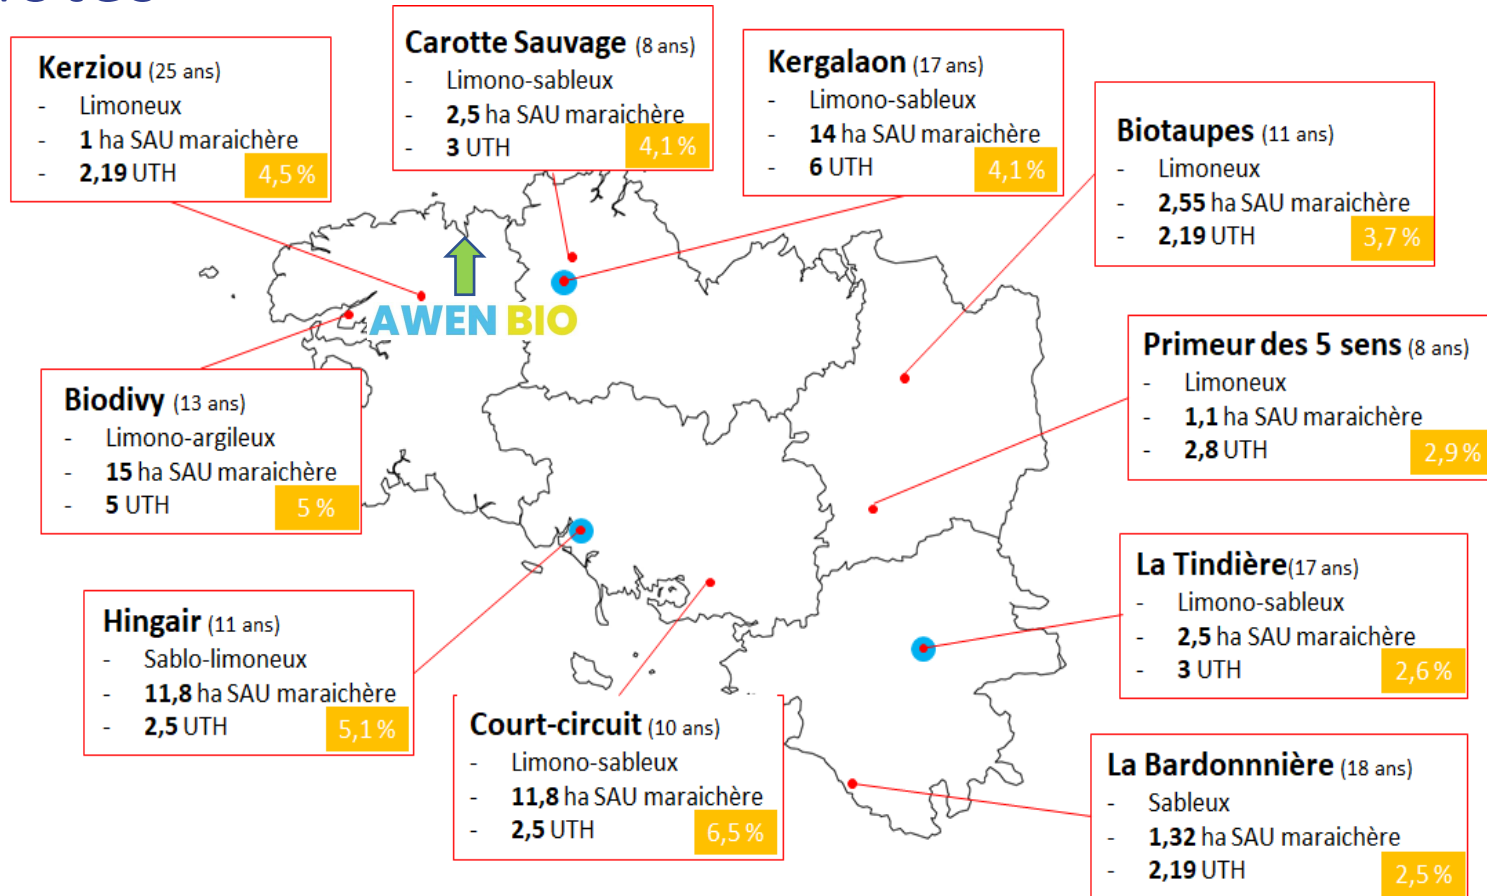 Kerziou (25 ans)
- Limoneux
- 1 ha SAU maraichère
- 2,19 UTH
4,5 %
Carotte Sauvage (8 ans)
- Limono-sableux
- 2,5 ha SAU maraichère
- 3 UTH
4,1 %
Kergalaon (17 ans)
- Limono-sableux
- 14 ha SAU maraichère
- 6 UTH
4,1 %
Biotaupes (11 ans)
- Limoneux
- 2,55 ha SAU maraichère
- 2,19 UTH
3,7 %
AWEN BIO
Primeur des 5 sens (8 ans)
- Limoneux
- 1,1 ha SAU maraichère
- 2,8 UTH
2,9 %
Biodivy (13 ans)
- Limono-argileux
- 15 ha SAU maraichère
- 5 UTH
5 %
La Tindière(17 ans)
- Limono-sableux
- 2,5 ha SAU maraichère
- 3 UTH
2,6 %
Hingair (11 ans)
- Sablo-limoneux
- 11,8 ha SAU maraichère
- 2,5 UTH
5,1 %
Court-circuit (10 ans)
- Limono-sableux
- 11,8 ha SAU maraichère
- 2,5 UTH
6,5 %
La Bardonnnière (18 ans)
- Sableux
- 1,32 ha SAU maraichère
- 2,19 UTH
2,5 %